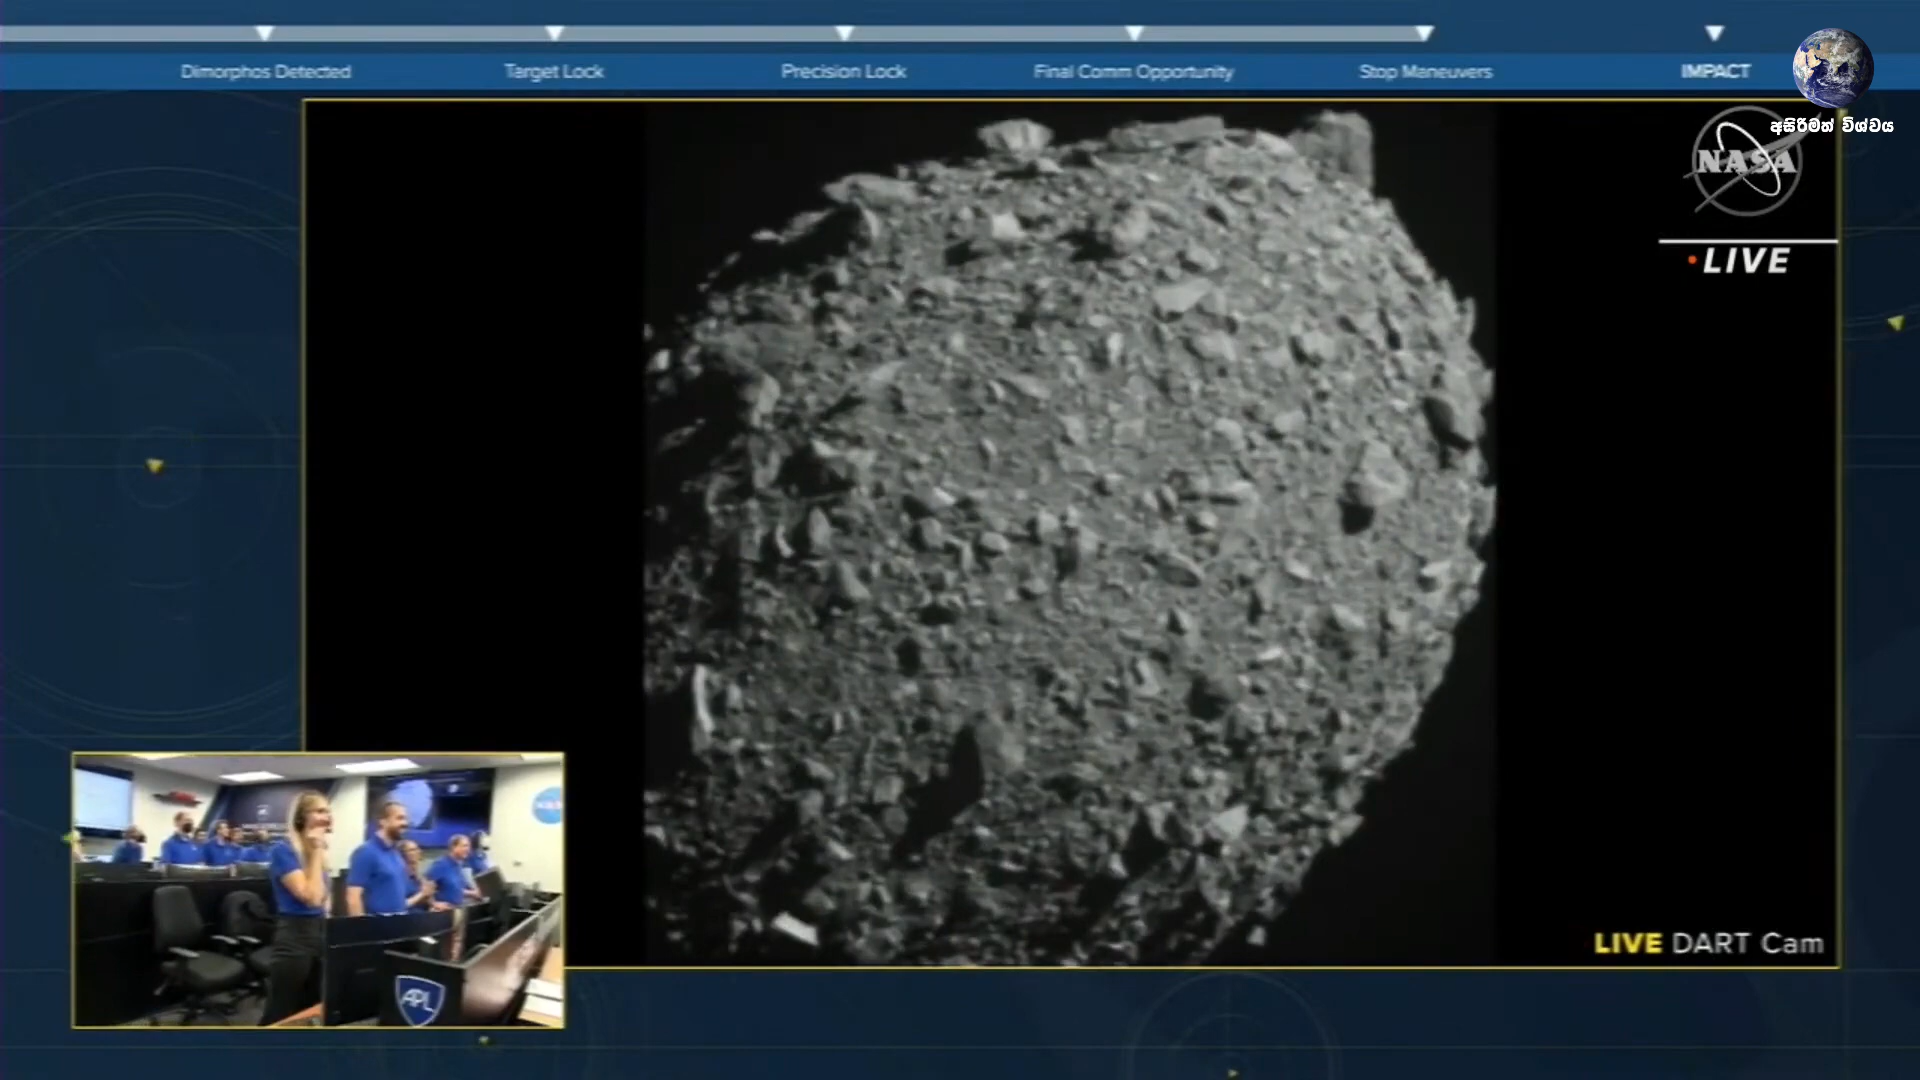 Dimorphos Detected
Target Lock
Precision Lock
Final Comm Opportunity
Stop Maneuvers
IMPACT
අසිරිමත් විශ්වය
NASA
LIVE
LIVE DART Cam
NASA
APL